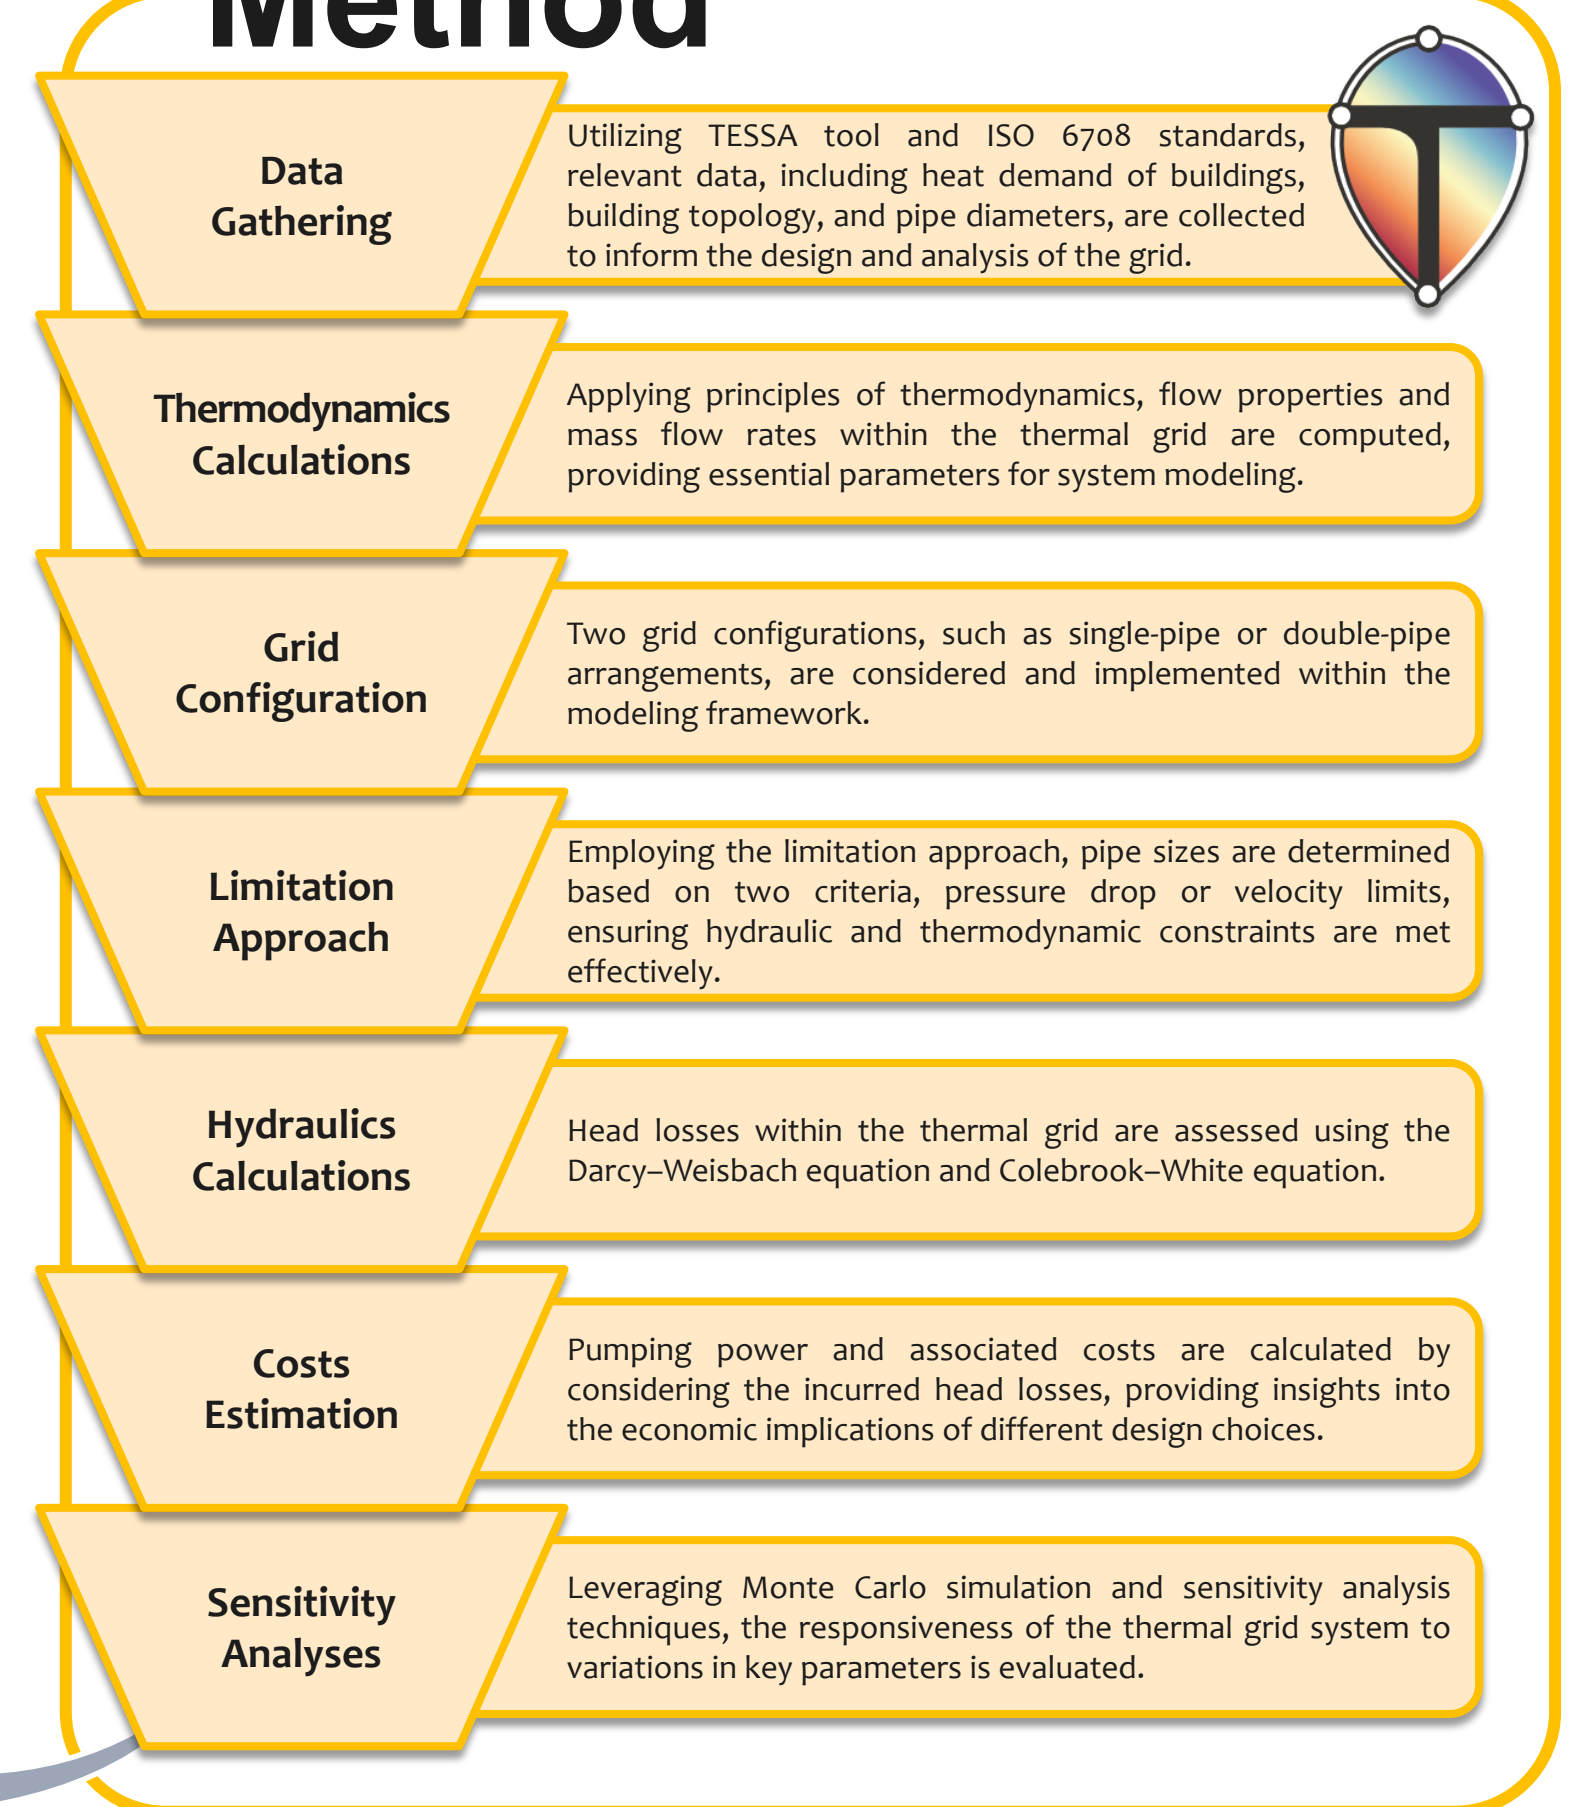 Method
Data
Gathering
Utilizing TESSA tool and ISO 6708 standards,
relevant data, including heat demand of buildings,
building topology, and pipe diameters, are collected
to inform the design and analysis of the grid.
T
Thermodynamics
Calculations
Applying principles of thermodynamics, flow properties and
mass flow rates within the thermal grid are computed,
providing essential parameters for system modeling.
Grid
Configuration
Two grid configurations, such as single-pipe or double-pipe
arrangements, are considered and implemented within the
modeling framework.
Limitation
Approach
Employing the limitation approach, pipe sizes are determined
based on two criteria, pressure drop or velocity limits,
ensuring hydraulic and thermodynamic constraints are met
effectively.
Hydraulics
Calculations
Head losses within the thermal grid are assessed using the
Darcy–Weisbach equation and Colebrook–White equation.
Costs
Estimation
Pumping power and associated costs are calculated by
considering the incurred head losses, providing insights into
the economic implications of different design choices.
Sensitivity
Analyses
Leveraging Monte Carlo simulation and sensitivity analysis
techniques, the responsiveness of the thermal grid system to
variations in key parameters is evaluated.